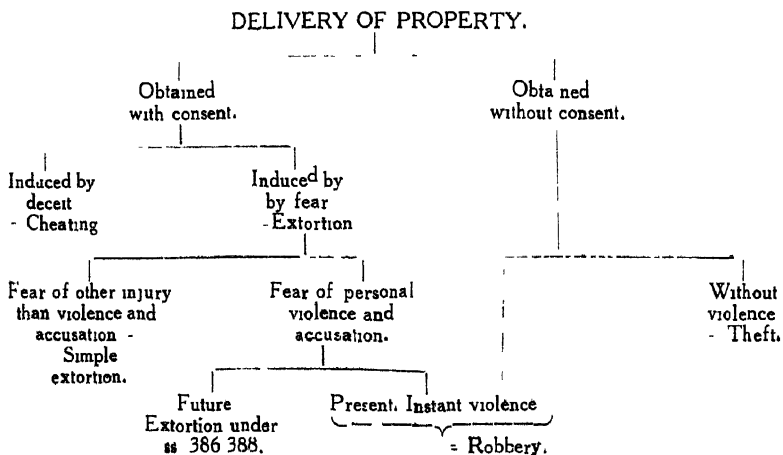 DELIVERY OF PROPERTY.
Obtained
with consent.
Obtained
without consent.
Induced by
deceit
- Cheating
Induced by
by fear
- Extortion
Fear of other injury
than violence and
accusation -
Simple
extortion.
Fear of personal
violence and
accusation.
Without
violence
- Theft.
Future
Extortion under
ss 386 388.
Present. Instant violence
= Robbery.